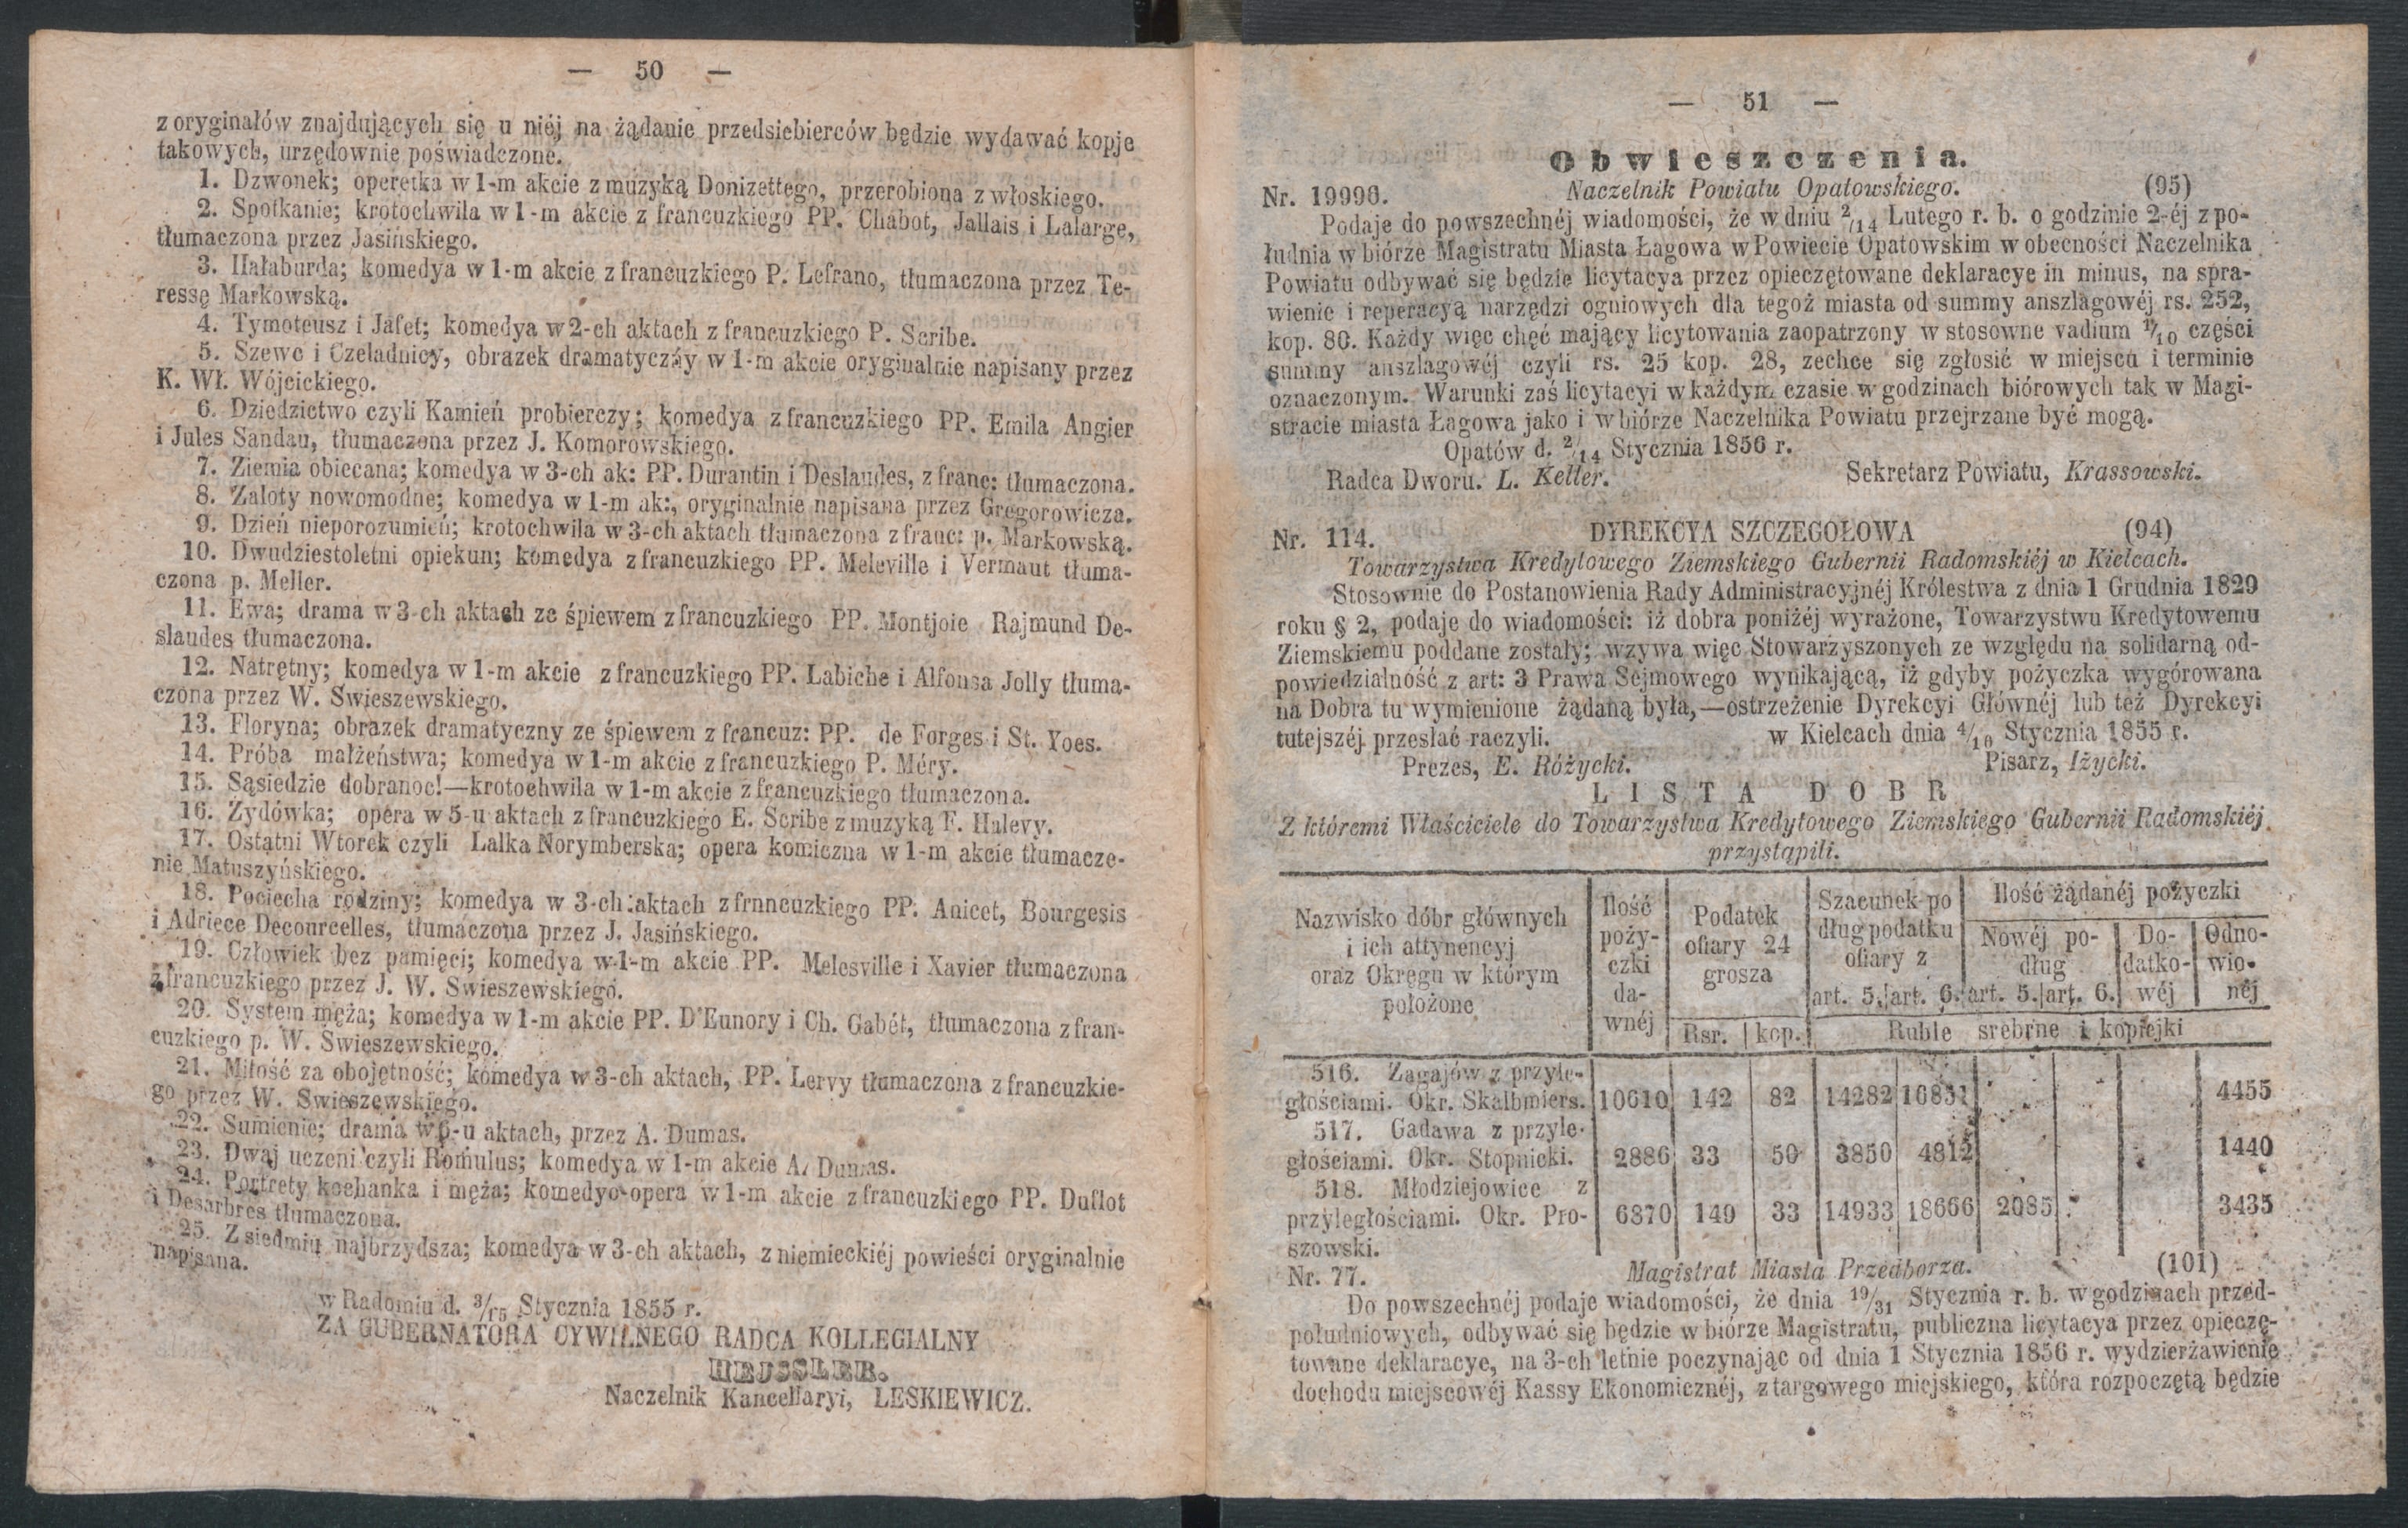 — 50 —
z oryginałów znajdujących się u niéj na żądanie przedsiebierców będzie wydawać kopje
takowych, urzędownie poświadczone.
1. Dzwonek; operetka w 1-m akcie z muzyką Donizettego, przerobiona z włoskiego.
2. Spotkanie; krotochwila w 1-m akcie z francuzkiego PP. Chabot, Jallais i Lalarge,
tłumaczona przez Jasińskiego.
3. Hałaburda; komedya w 1-m akcie z francuzkiego P. Lefrano, tłumaczona przez Te-
ressę Markowską.
4. Tymoteusz i Jafet; komedya w 2-ch aktach z francuzkiego P. Scribe.
5. Szewc i Czeladnicy, obrazek dramatyczny w 1-m akcie oryginalnie napisany przez
K. Wł. Wójcickiego.
6. Dziedzictwo czyli Kamień probierczy; komedya z francuzkiego PP. Emila Angier
i Jules Sandau, tłumaczona przez J. Komorowskiego.
7. Ziemia obiecana; komedya w 3-ch ak: PP. Durantin i Deslandes, z franc: tłumaczona.
8. Zaloty nowomodne; komedya w 1-m ak:, oryginalnie napisana przez Gregorowicza.
9. Dzień nieporozumień; krotochwila w 3-ch aktach tłumaczona z franc: p. Markowską.
10. Dwudziestoletni opiekun; komedya z francuzkiego PP. Meleville i Vermaut tłuma-
czona p. Meller.
11. Ewa; drama w 3-ch aktach ze śpiewem z francuzkiego PP. Montjoie Rajmund De-
slaudes tłumaczona.
12. Natrętny; komedya w 1-m akcie z francuzkiego PP. Labiche i Alfonsa Jolly tłuma-
czona przez W. Swieszewskiego.
13. Floryna; obrazek dramatyczny ze śpiewem z francuz: PP. de Forges i St. Yoes.
14. Próba małżeństwa; komedya w 1-m akcie z francuzkiego P. Méry.
15. Sąsiedzie dobranoc!—krotochwila w 1-m akcie z francuzkiego tłumaczona.
16. Żydówka; opera w 5-u aktach z francuzkiego E. Scribe z muzyką F. Halevy.
17. Ostatni Wtorek czyli Lalka Norymberska; opera komiczna w 1-m akcie tłumacze-
nie Matuszyńskiego.
18. Pociecha rodziny; komedya w 3-ch aktach z frnncuzkiego PP. Anicet, Bourgesis
i Adriece Decourcelles, tłumaczona przez J. Jasińskiego.
19. Człowiek bez pamięci; komedya w 1-m akcie PP. Melesville i Xavier tłumaczona
z francuzkiego przez J. W. Swieszewskiego.
20. System męża; komedya w 1-m akcie PP. D'Eunory i Ch. Gabét, tłumaczona z fran-
cuzkiego p. W. Swieszewskiego.
21. Miłość za obojętność; komedya w 3-ch aktach, PP. Lervy tłumaczona z francuzkie-
go przez W. Swieszewskiego.
22. Sumienie; drama w 6-u aktach, przez A. Dumas.
23. Dwaj uczeni czyli Romulus; komedya w 1-m akcie A. Dumas.
24. Portrety kochanka i męża; komedyo-opera w 1-m akcie z francuzkiego PP. Duflot
i Desarbres tłumaczona.
25. Z siedmiu najbrzydsza; komedya w 3-ch aktach, z niemieckiéj powieści oryginalnie
napisana.
w Radomiu d. 3/15 Stycznia 1855 r.
ZA GUBERNATORA CYWILNEGO RADCA KOLLEGIALNY
HEJSSLER.
Naczelnik Kancellaryi, LESKIEWICZ.
— 51 —
Obwieszczenia.
Nr. 19996. Naczelnik Powiatu Opatowskiego. (95)
Podaje do powszechnéj wiadomości, że w dniu 2/14 Lutego r. b. o godzinie 2-éj z po-
łudnia w biórze Magistratu Miasta Łagowa w Powiecie Opatowskim w obecności Naczelnika
Powiatu odbywać się będzie licytacya przez opieczętowane deklaracye in minus, na spra-
wienie i reperacyą narzędzi ogniowych dla tegoż miasta od summy anszlagowéj rs. 252,
kop. 80. Każdy więc chęć mający licytowania zaopatrzony w stosowne vadium 1/10 części
summy anszlagowéj czyli rs. 25 kop. 28, zechce się zgłosić w miejscu i terminie
oznaczonym. Warunki zaś licytacyi w każdym czasie w godzinach biórowych tak w Magi-
stracie miasta Łagowa jako i w biórze Naczelnika Powiatu przejrzane być mogą.
Opatów d. 2/14 Stycznia 1856 r.
Radca Dworu. L. Keller. Sekretarz Powiatu, Krassowski.
Nr. 114. DYREKCYA SZCZEGÓŁOWA (94)
Towarzystwa Kredytowego Ziemskiego Gubernii Radomskiéj w Kielcach.
Stosownie do Postanowienia Rady Administracyjnéj Królestwa z dnia 1 Grudnia 1829
roku § 2, podaje do wiadomości: iż dobra poniżéj wyrażone, Towarzystwu Kredytowemu
Ziemskiemu poddane zostały; wzywa więc Stowarzyszonych ze względu na solidarną od-
powiedzialność z art: 3 Prawa Sejmowego wynikającą, iż gdyby pożyczka wygórowana
na Dobra tu wymienione żądaną była,—ostrzeżenie Dyrekcyi Głównéj lub też Dyrekcyi
tutejszéj przesłać raczyli. w Kielcach dnia 4/16 Stycznia 1855 r.
Prezes, E. Różycki. Pisarz, Iżycki.
LISTA DOBR
Z któremi Właściciele do Towarzystwa Kredytowego Ziemskiego Gubernii Radomskiéj
przystąpili.
Nazwisko dóbr głównych i ich attynencyj oraz Okręgu w którym położone
Ilość poży- czki da- wnéj
Podatek ofiary 24 grosza
Szacunek po dług podatku ofiary z
Ilość żądanéj pożyczki
Nowéj po- dług
Do- datko- wéj
Odno- wio- néj
art. 5. art. 6. art. 5. art. 6.
Rsr. kop. Ruble srebrne i kopiejki
516. Zagajów z przyle-
głościami. Okr. Skalbmiers. 10610 142 82 14282 16851 4455
517. Gadawa z przyle-
głościami. Okr. Stopnicki. 2886 33 50 3850 4812 1440
518. Młodziejowice z
przyległościami. Okr. Pro- 6870 149 33 14933 18666 2085 3435
szowski.
Nr. 77. Magistrat Miasta Przedborza. (101)
Do powszechnéj podaje wiadomości, że dnia 19/31 Stycznia r. b. w godzinach przed-
południowych, odbywać się będzie w biórze Magistratu, publiczna licytacya przez opieczę-
towane deklaracye, na 3-ch letnie poczynając od dnia 1 Stycznia 1856 r. wydzierżawienie
dochodu miejscowéj Kassy Ekonomicznéj, z targowego miejskiego, która rozpoczętą będzie